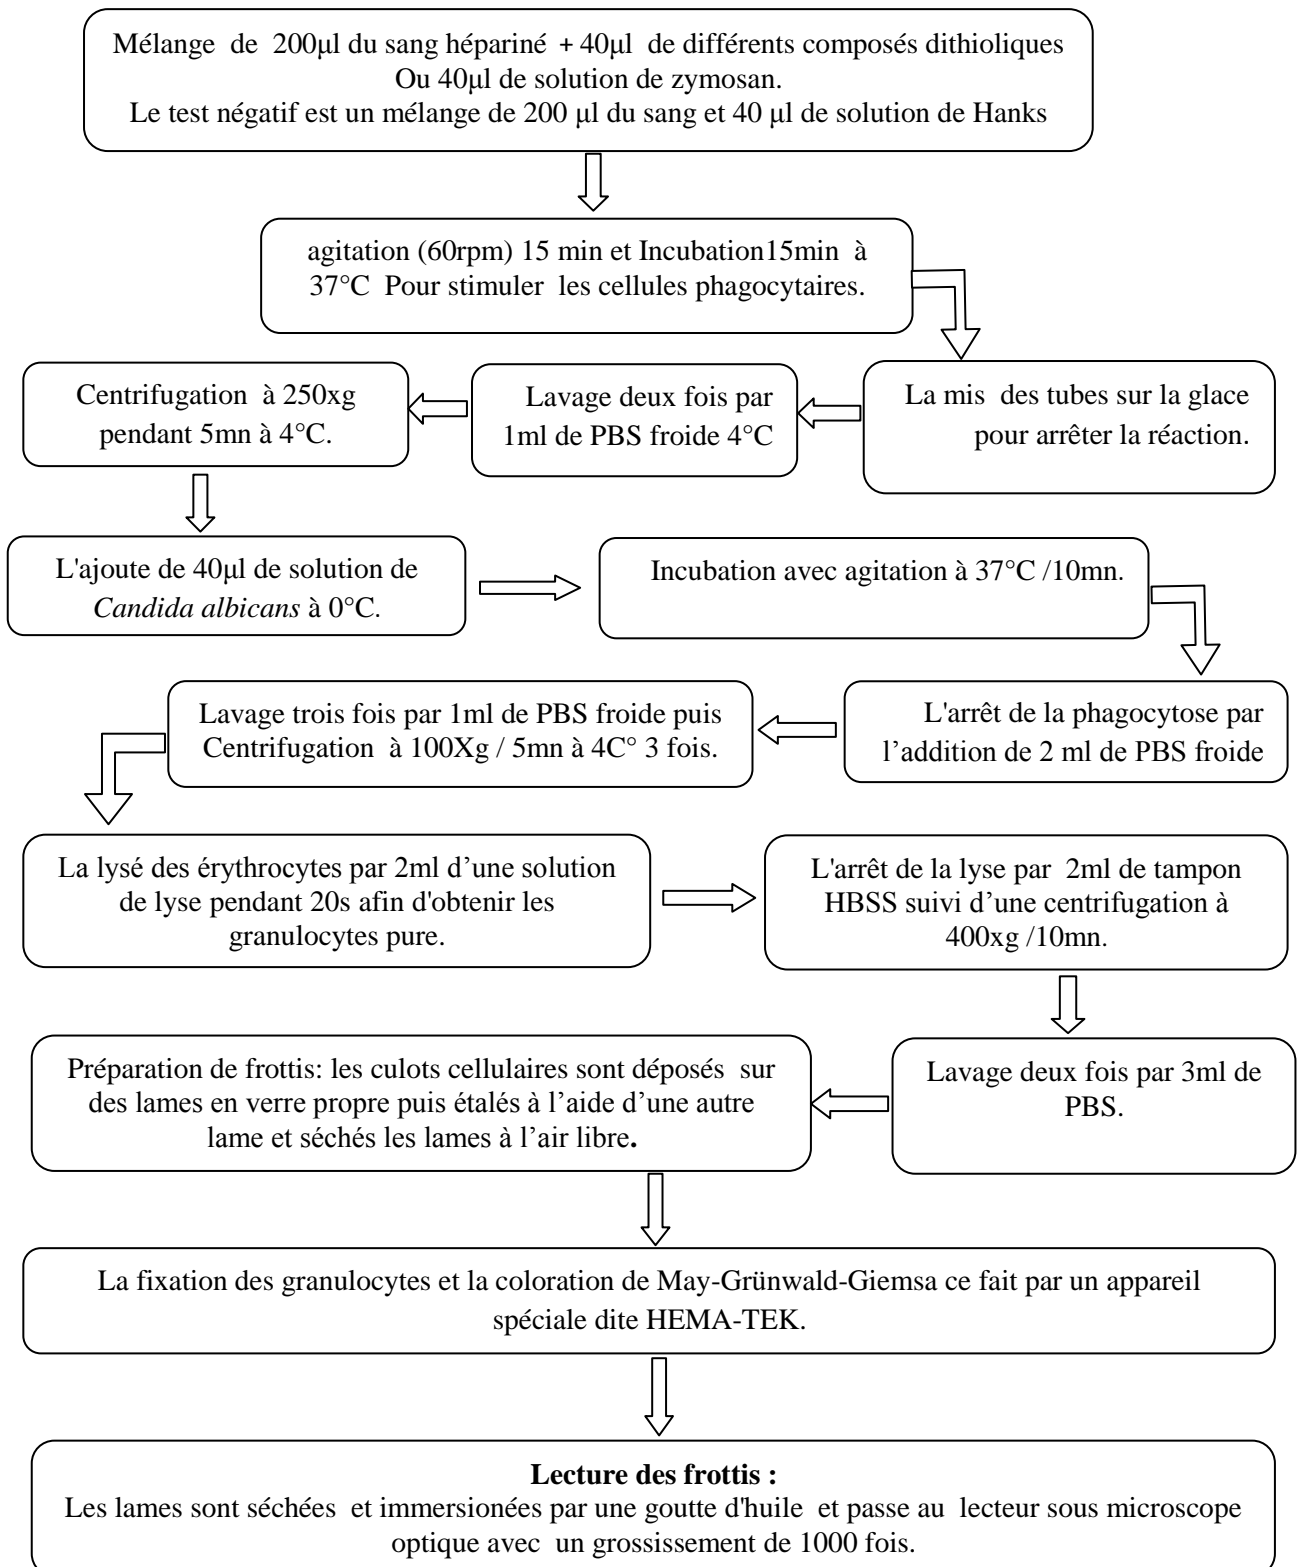 Mélange de 200µl du sang hépariné + 40µl de différents composés dithioliques
Ou 40µl de solution de zymosan.
Le test négatif est un mélange de 200 µl du sang et 40 µl de solution de Hanks
agitation (60rpm) 15 min et Incubation15min à
37°C Pour stimuler les cellules phagocytaires.
La mis des tubes sur la glace
pour arrêter la réaction.
Lavage deux fois par
1ml de PBS froide 4°C
Centrifugation à 250xg
pendant 5mn à 4°C.
L'ajoute de 40µl de solution de
Candida albicans à 0°C.
Incubation avec agitation à 37°C /10mn.
L'arrêt de la phagocytose par
l’addition de 2 ml de PBS froide
Lavage trois fois par 1ml de PBS froide puis
Centrifugation à 100Xg / 5mn à 4C° 3 fois.
La lysé des érythrocytes par 2ml d’une solution
de lyse pendant 20s afin d'obtenir les
granulocytes pure.
L'arrêt de la lyse par 2ml de tampon
HBSS suivi d’une centrifugation à
400xg /10mn.
Lavage deux fois par 3ml de
PBS.
Préparation de frottis: les culots cellulaires sont déposés sur
des lames en verre propre puis étalés à l’aide d’une autre
lame et séchés les lames à l’air libre.
La fixation des granulocytes et la coloration de May-Grünwald-Giemsa ce fait par un appareil
spéciale dite HEMA-TEK.
Lecture des frottis :
Les lames sont séchées et immersionées par une goutte d'huile et passe au lecteur sous microscope
optique avec un grossissement de 1000 fois.